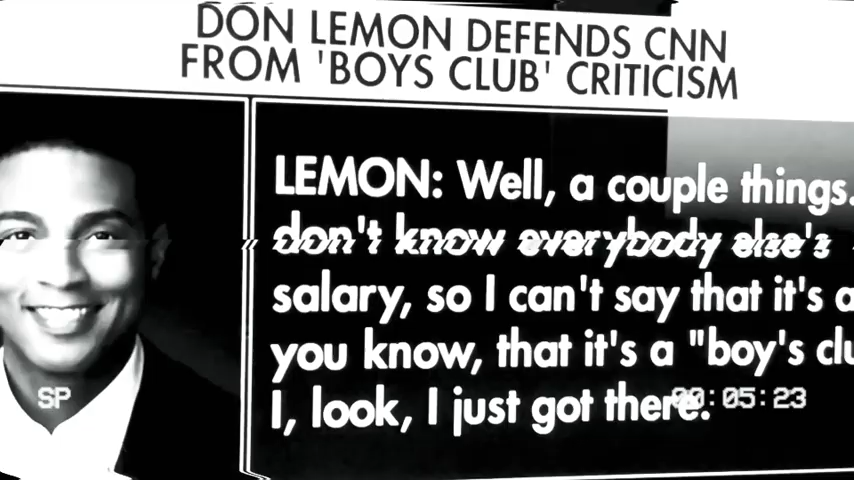 DON LEMON DEFENDS CNN
FROM 'BOYS CLUB' CRITICISM
LEMON: Well, a couple things.
don't know everybody else's
salary, so I can't say that it's a
you know, that it's a "boy's clu
I, look, I just got there.
SP
00:05:23